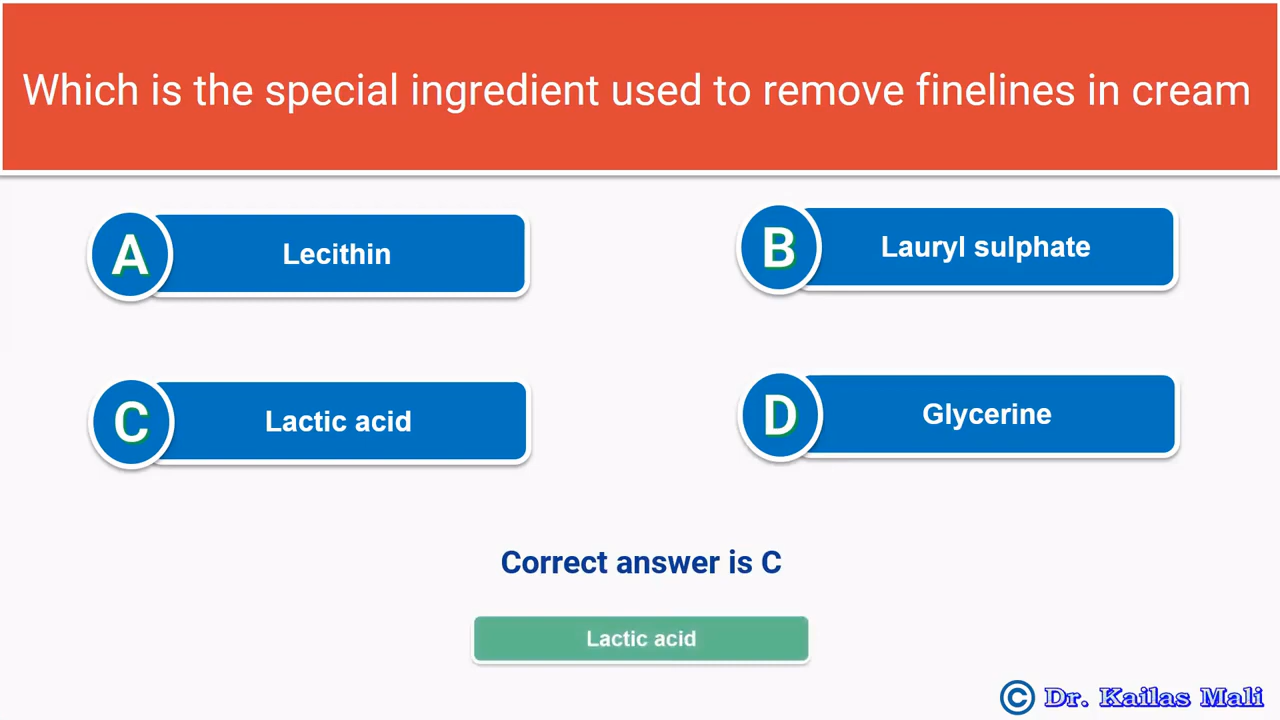 Which is the special ingredient used to remove finelines in cream
A Lecithin
B Lauryl sulphate
C Lactic acid
D Glycerine
Correct answer is C
Lactic acid
© Dr. Kailas Mali